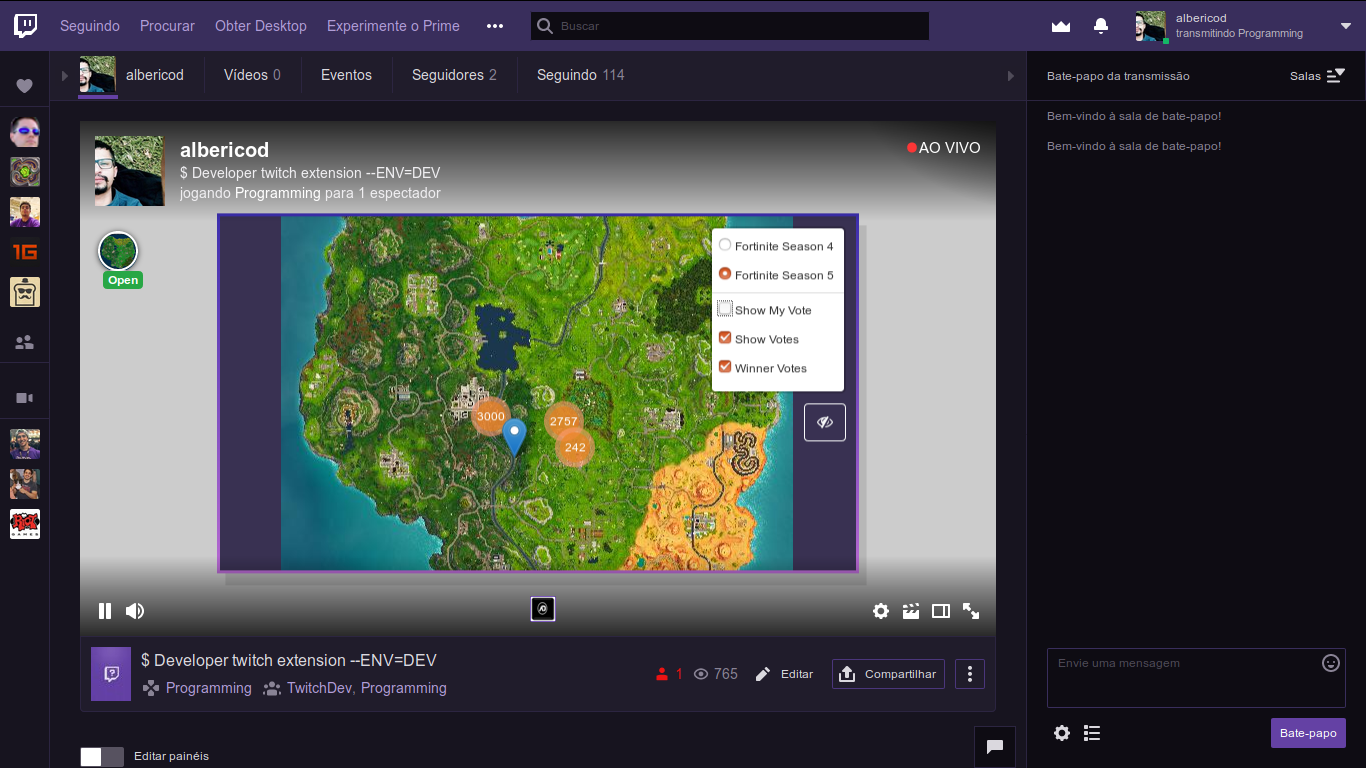 Seguindo
Procurar
Obter Desktop
Experimente o Prime
Buscar
albericod
transmitindo Programming
albericod
Vídeos 0
Eventos
Seguidores 2
Seguindo 114
Bate-papo da transmissão
Salas
Bem-vindo à sala de bate-papo!
Bem-vindo à sala de bate-papo!
albericod
$ Developer twitch extension --ENV=DEV
jogando Programming para 1 espectador
AO VIVO
Open
Fortinite Season 4
Fortinite Season 5
Show My Vote
Show Votes
Winner Votes
3000
2757
242
1G
RIOT
GAMES
$ Developer twitch extension --ENV=DEV
Programming
TwitchDev, Programming
1
765
Editar
Compartilhar
Envie uma mensagem
Bate-papo
Editar painéis